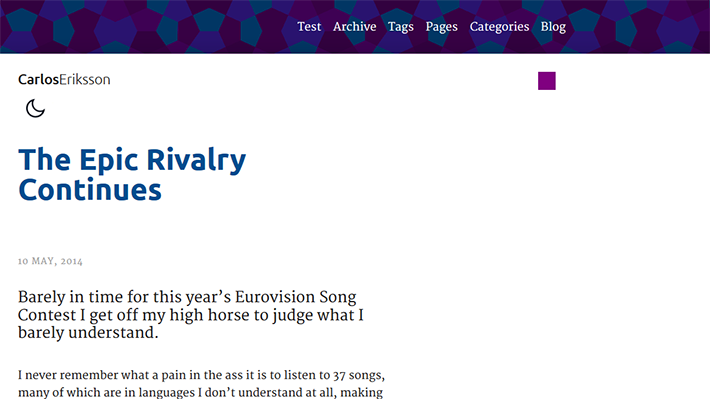 Test Archive Tags Pages Categories Blog
CarlosEriksson
The Epic Rivalry
Continues
10 MAY, 2014
Barely in time for this year’s Eurovision Song
Contest I get off my high horse to judge what I
barely understand.
I never remember what a pain in the ass it is to listen to 37 songs,
many of which are in languages I don’t understand at all, making